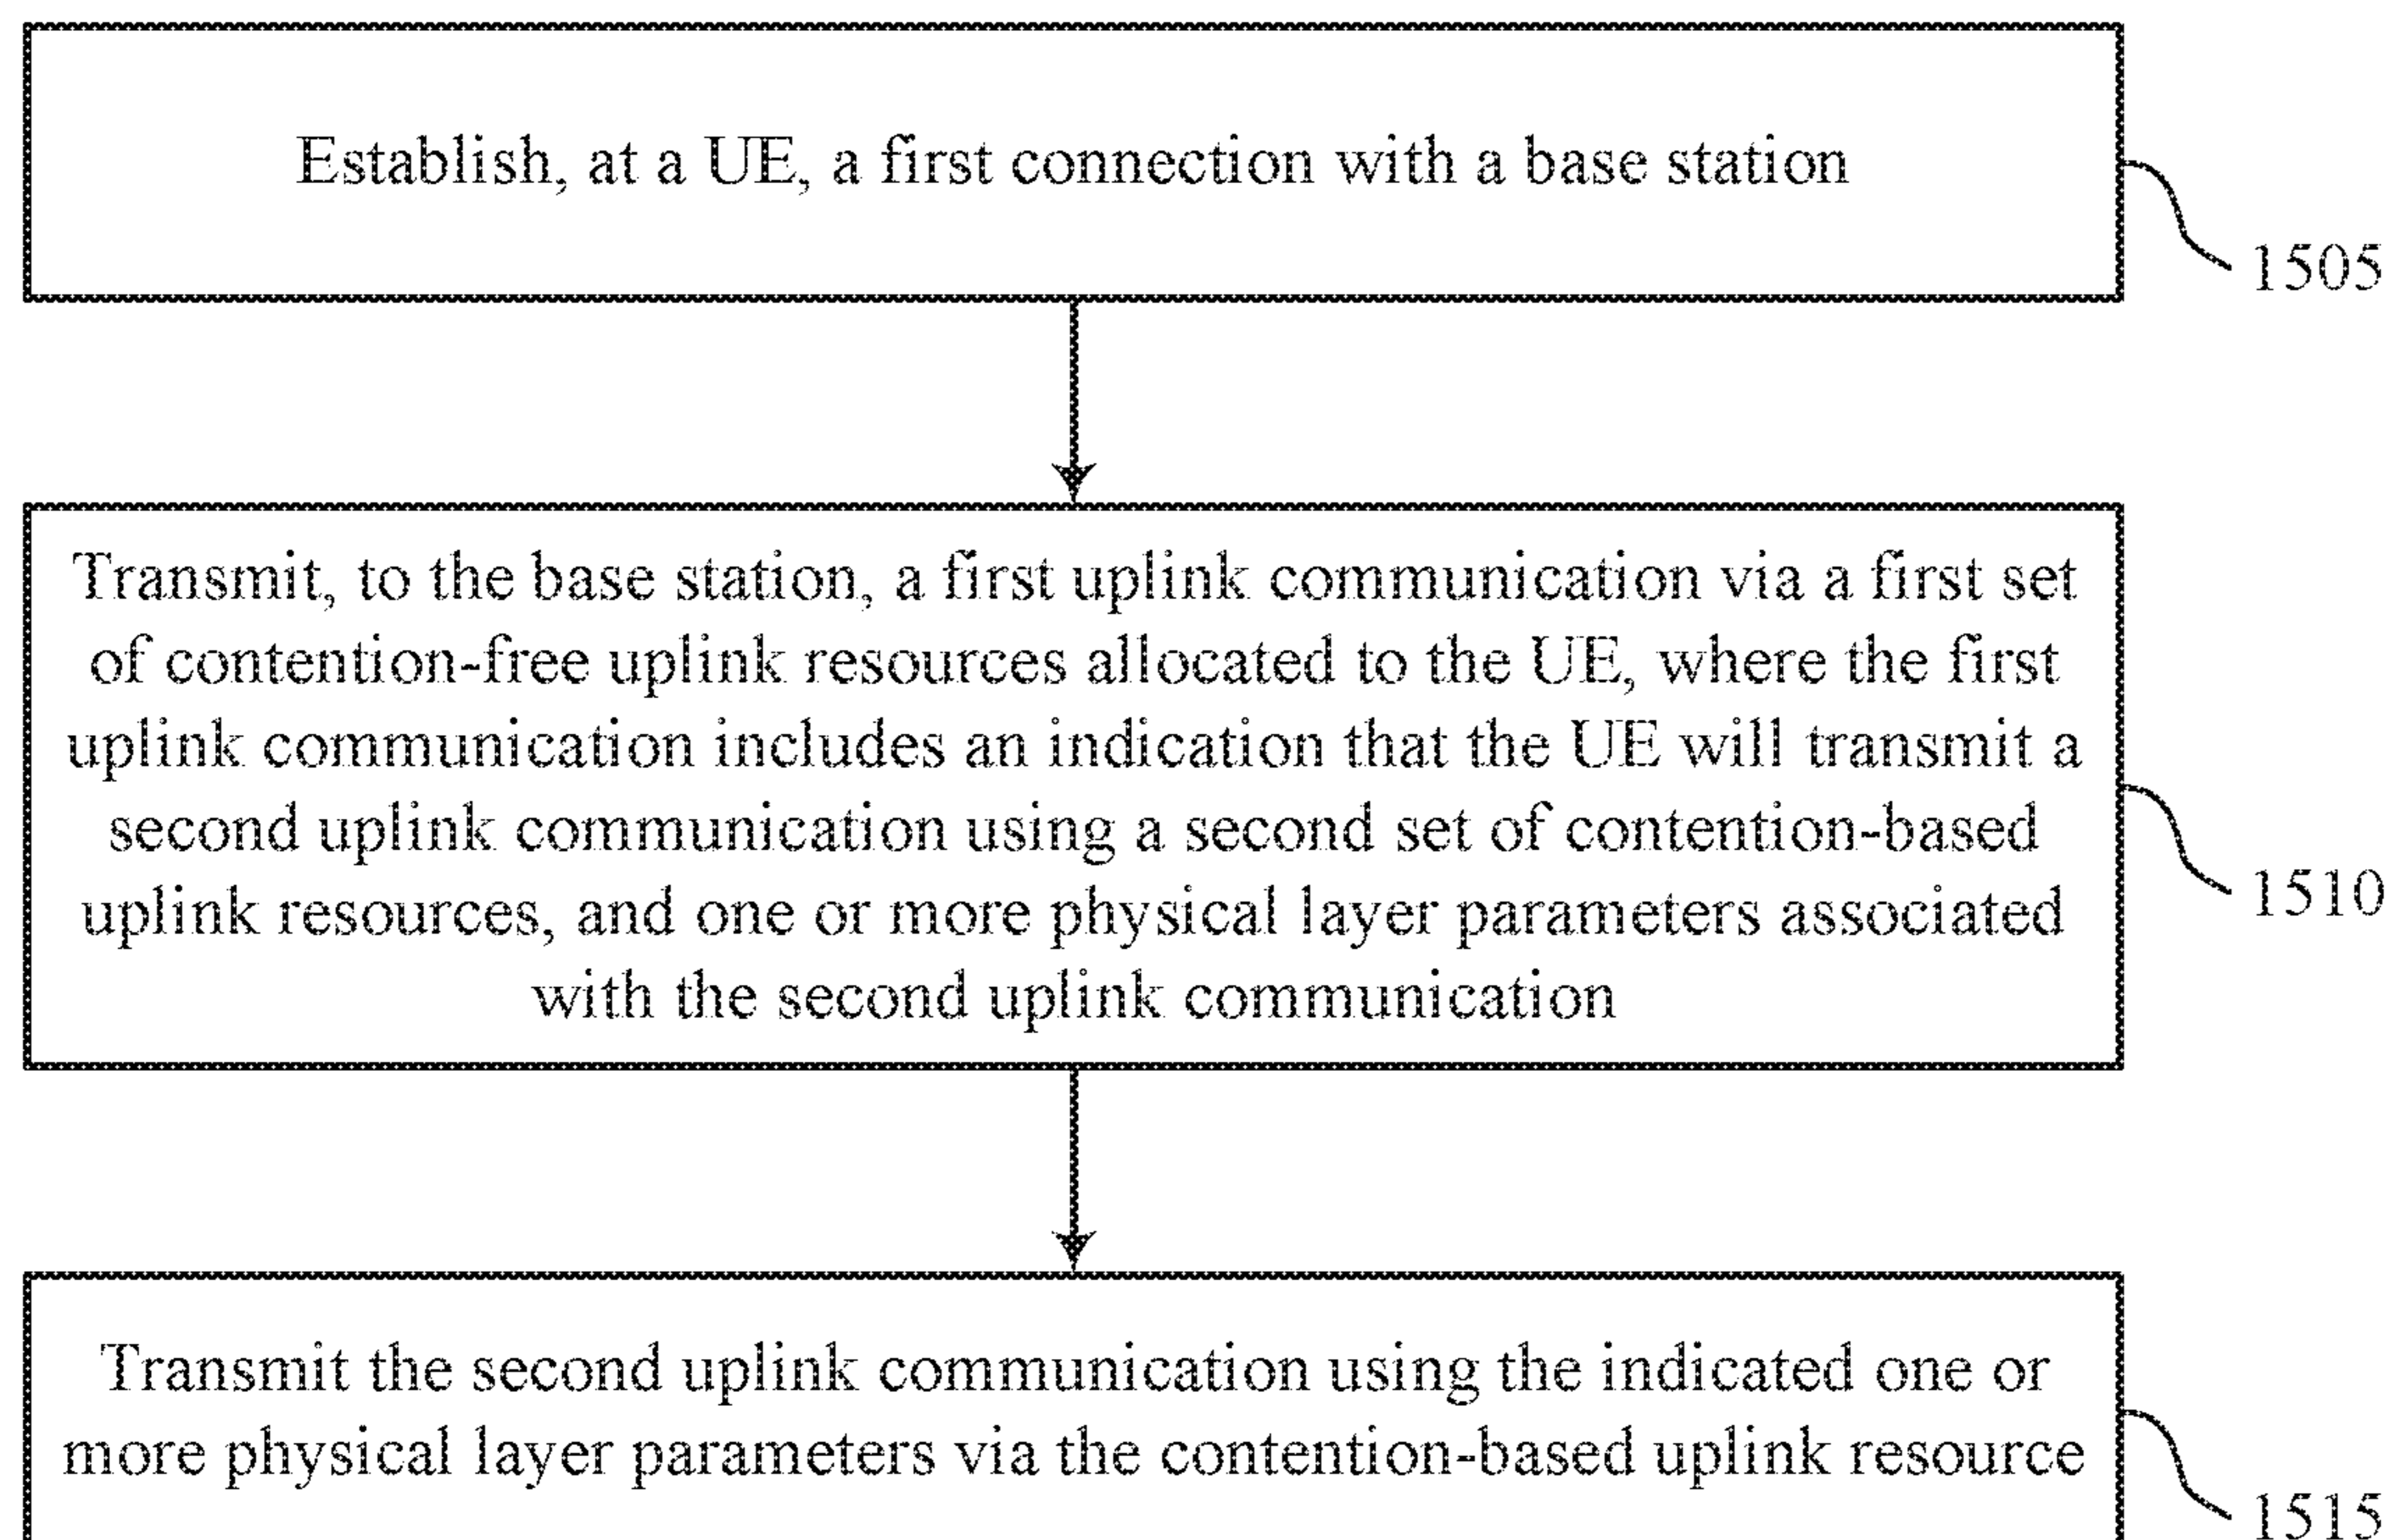 Establish, at a UE, a first connection with a base station
1505
Transmit, to the base station, a first uplink communication via a first set
of contention-free uplink resources allocated to the UE, where the first
uplink communication includes an indication that the UE will transmit a
second uplink communication using a second set of contention-based
uplink resources, and one or more physical layer parameters associated
with the second uplink communication
1510
Transmit the second uplink communication using the indicated one or
more physical layer parameters via the contention-based uplink resource
1515